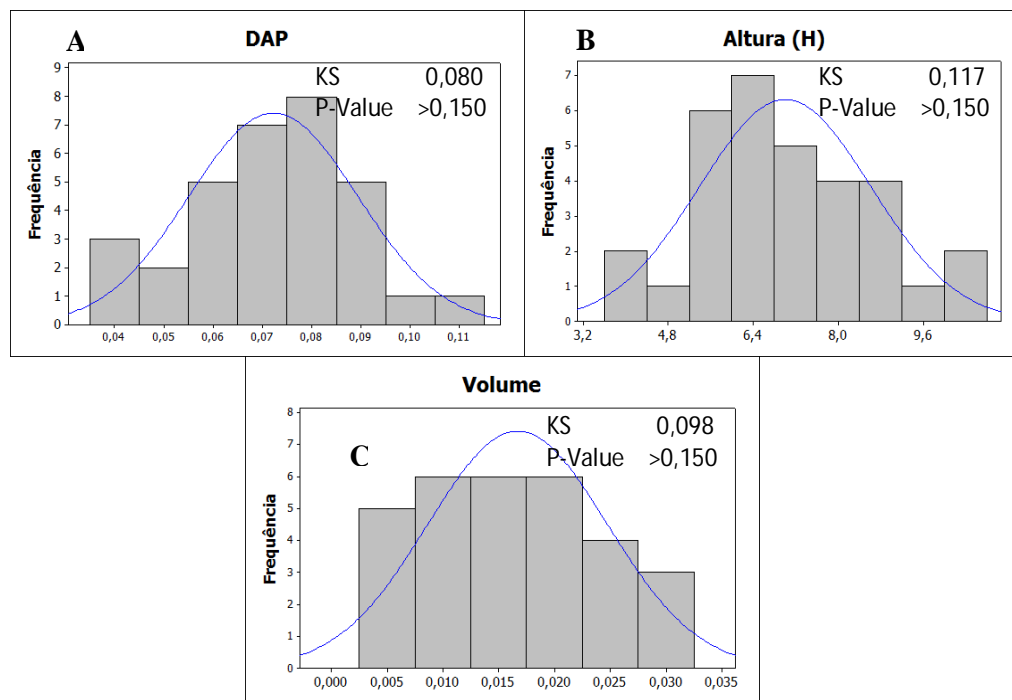 A
DAP
KS 0,080
P-Value >0,150
Frequência
9
8
7
6
5
4
3
2
1
0
0,04 0,05 0,06 0,07 0,08 0,09 0,10 0,11
B
Altura (H)
KS 0,117
P-Value >0,150
Frequência
7
6
5
4
3
2
1
0
3,2 4,8 6,4 8,0 9,6
Volume
C
KS 0,098
P-Value >0,150
Frequência
8
7
6
5
4
3
2
1
0
0,000 0,005 0,010 0,015 0,020 0,025 0,030 0,035